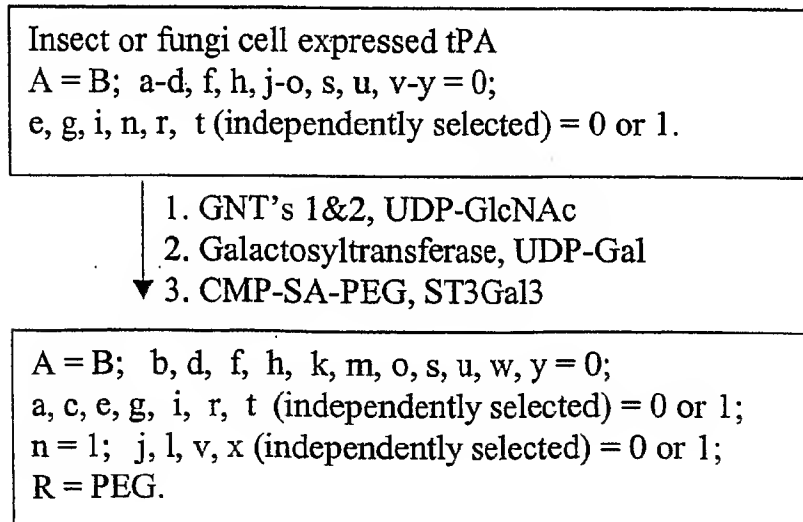 Insect or fungi cell expressed tPA
A = B; a-d, f, h, j-o, s, u, v-y = 0;
e, g, i, n, r, t (independently selected) = 0 or 1.
1. GNT's 1&2, UDP-GlcNAc
2. Galactosyltransferase, UDP-Gal
3. CMP-SA-PEG, ST3Gal3
A = B; b, d, f, h, k, m, o, s, u, w, y = 0;
a, c, e, g, i, r, t (independently selected) = 0 or 1;
n = 1; j, l, v, x (independently selected) = 0 or 1;
R = PEG.